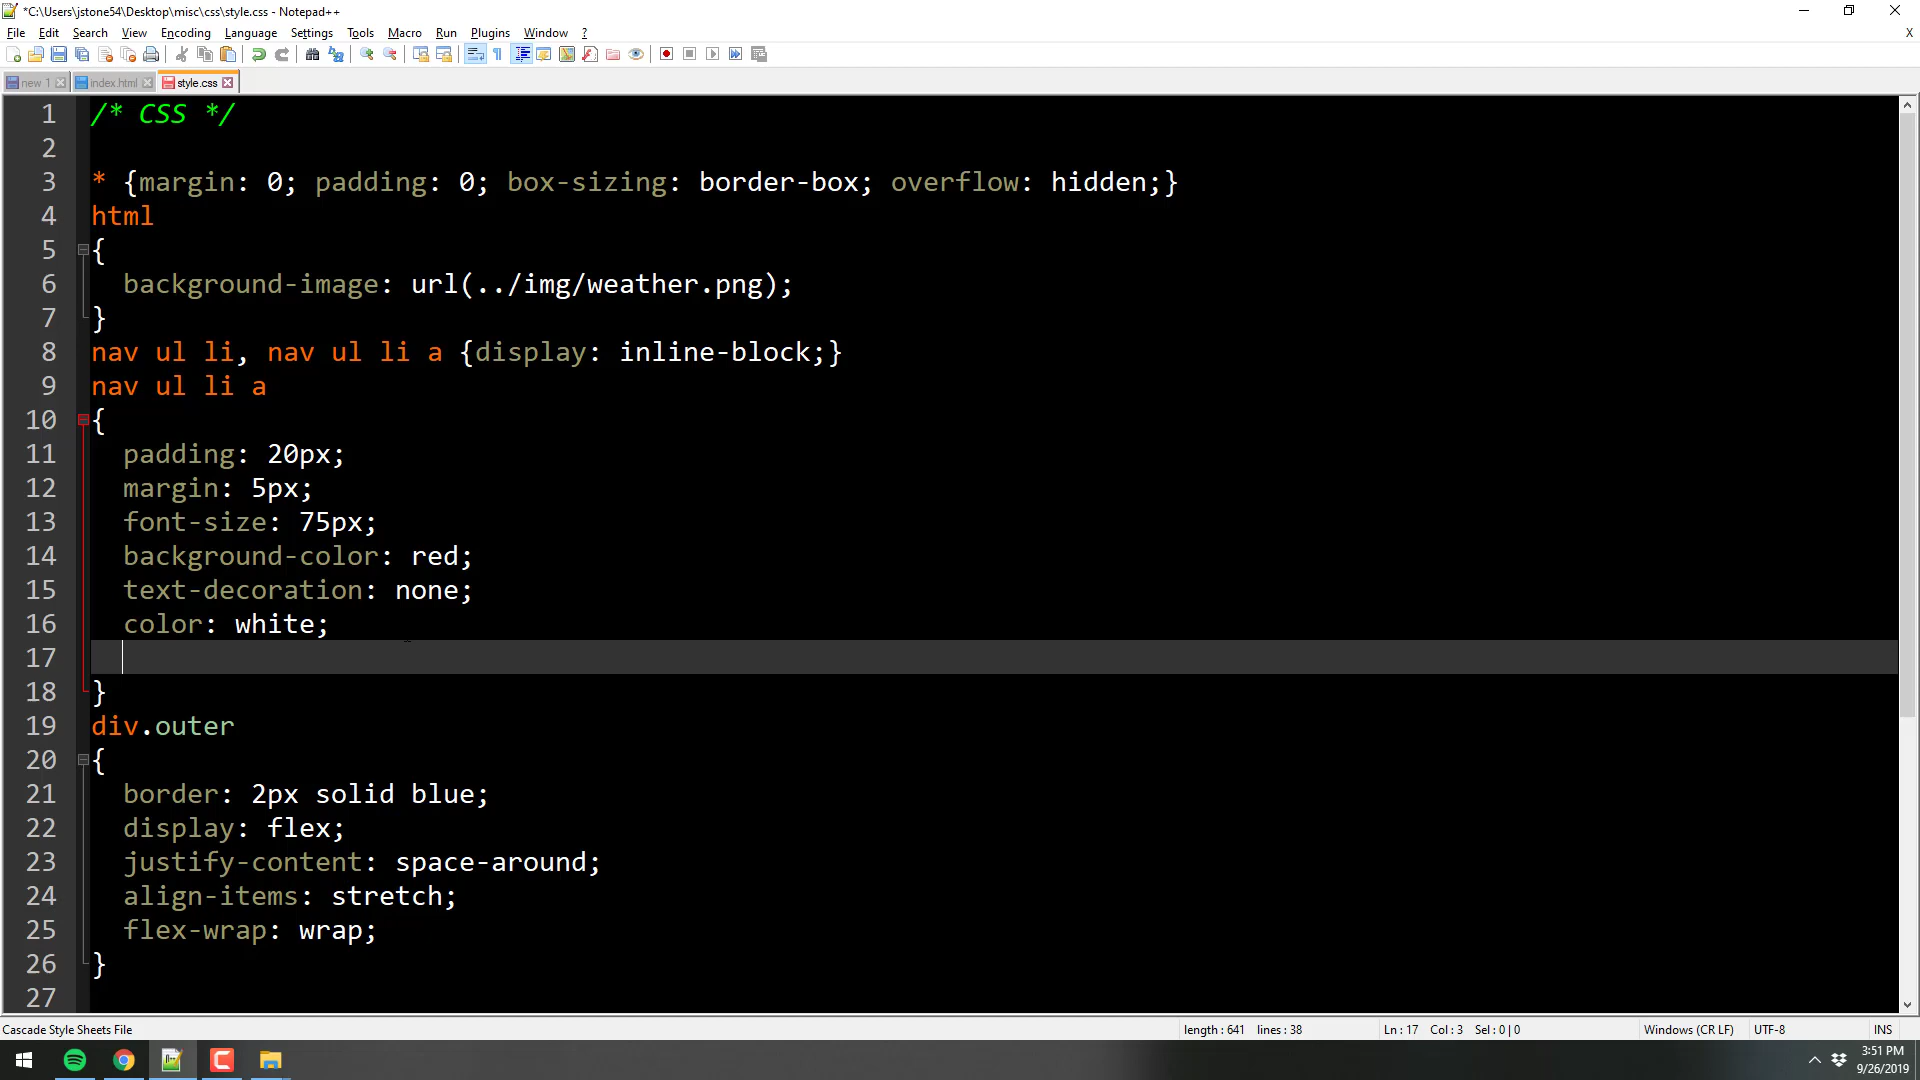 *C:\Users\jstone54\Desktop\misc\css\style.css - Notepad++
File Edit Search View Encoding Language Settings Tools Macro Run Plugins Window ? X
new 1 index.html style.css
1 /* CSS */
2
3 * {margin: 0; padding: 0; box-sizing: border-box; overflow: hidden;}
4 html
5 {
6 background-image: url(../img/weather.png);
7 }
8 nav ul li, nav ul li a {display: inline-block;}
9 nav ul li a
10 {
11 padding: 20px;
12 margin: 5px;
13 font-size: 75px;
14 background-color: red;
15 text-decoration: none;
16 color: white;
17
18 }
19 div.outer
20 {
21 border: 2px solid blue;
22 display: flex;
23 justify-content: space-around;
24 align-items: stretch;
25 flex-wrap: wrap;
26 }
27
Cascade Style Sheets File length : 641 lines : 38 Ln : 17 Col : 3 Sel : 0 | 0 Windows (CR LF) UTF-8 INS
3:51 PM
9/26/2019